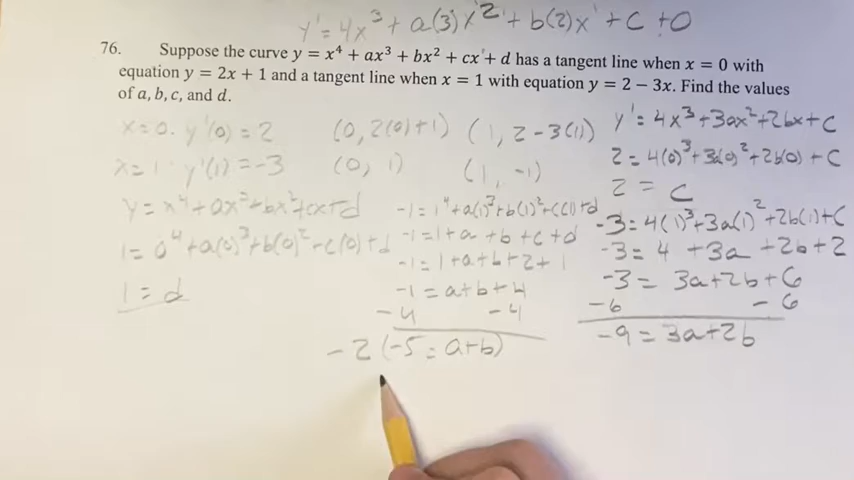 y' = 4x³ + a(3)x² + b(2)x' + c + 0
76. Suppose the curve y = x⁴ + ax³ + bx² + cx' + d has a tangent line when x = 0 with
equation y = 2x + 1 and a tangent line when x = 1 with equation y = 2 − 3x. Find the values
of a, b, c, and d.
x=0. y'(0) = 2
x=1. y'(1) = -3
y = x⁴ + ax³ + bx² + cx + d
1 = 0⁴ + a(0)³ + b(0)² + c(0) + d
1 = d
(0, 2(0)+1)
(0, 1)
(1, 2-3(1))
(1, -1)
-1 = 1⁴ + a(1)³ + b(1)² + c(1) + d
-1 = 1 + a + b + c + d
-1 = 1 + a + b + 2 + 1
-1 = a + b + 4
-4 -4
-2(-5 = a+b)
y' = 4x³ + 3ax² + 2bx + c
2 = 4(0)³ + 3a(0)² + 2b(0) + c
2 = c
-3 = 4(1)³ + 3a(1)² + 2b(1) + c
-3 = 4 + 3a + 2b + 2
-3 = 3a + 2b + 6
-6 -6
-9 = 3a + 2b